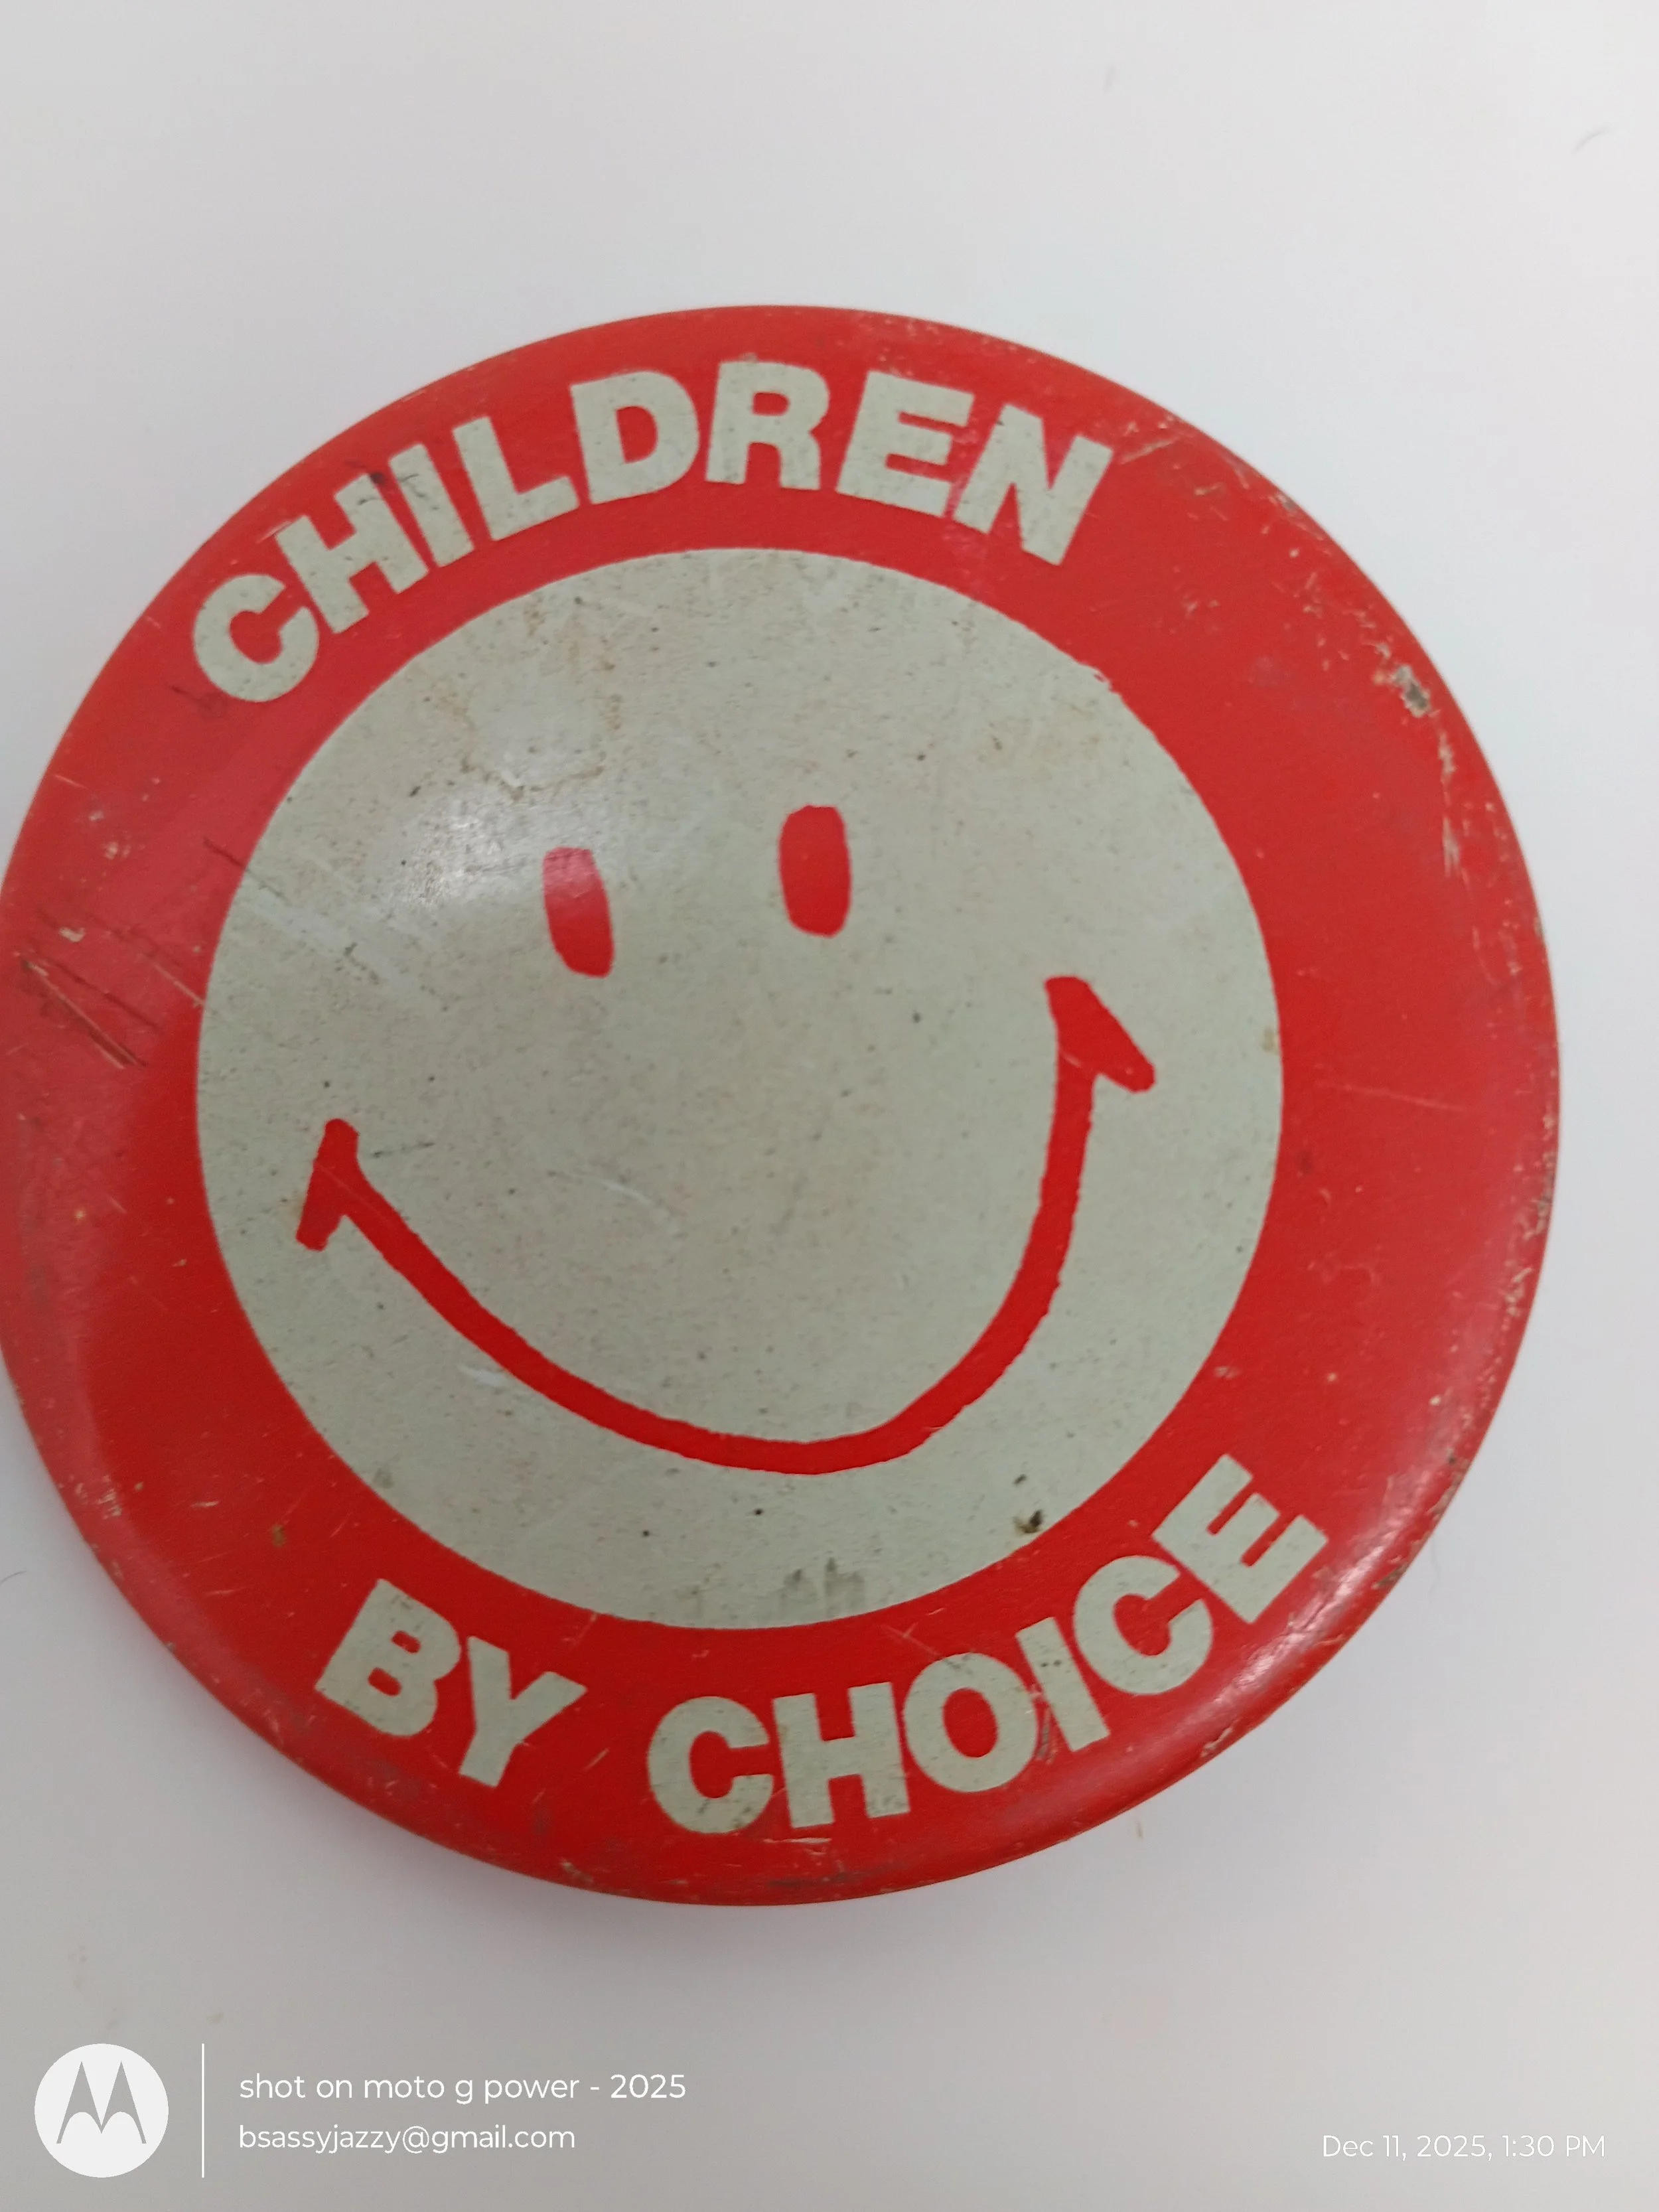 CHILDREN
BY CHOICE
shot on moto g power - 2025
bsassyjazzy@gmail.com
Dec 11, 2025, 1:30 PM